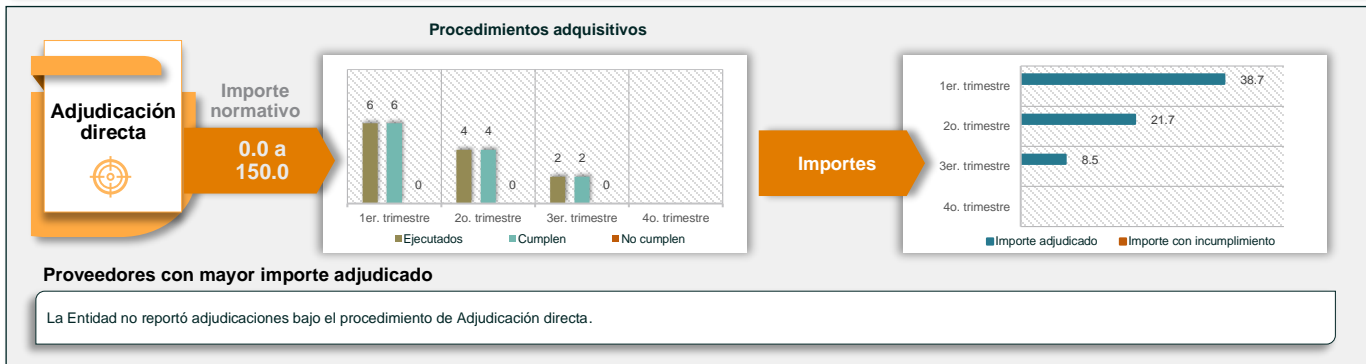 Procedimientos adquisitivos
Adjudicación
directa
Importe
normativo
0.0 a
150.0
6 6 0
4 4 0
2 2 0
1er. trimestre 2o. trimestre 3er. trimestre 4o. trimestre
Ejecutados Cumplen No cumplen
Importes
1er. trimestre 38.7
2o. trimestre 21.7
3er. trimestre 8.5
4o. trimestre
Importe adjudicado Importe con incumplimiento
Proveedores con mayor importe adjudicado
La Entidad no reportó adjudicaciones bajo el procedimiento de Adjudicación directa.